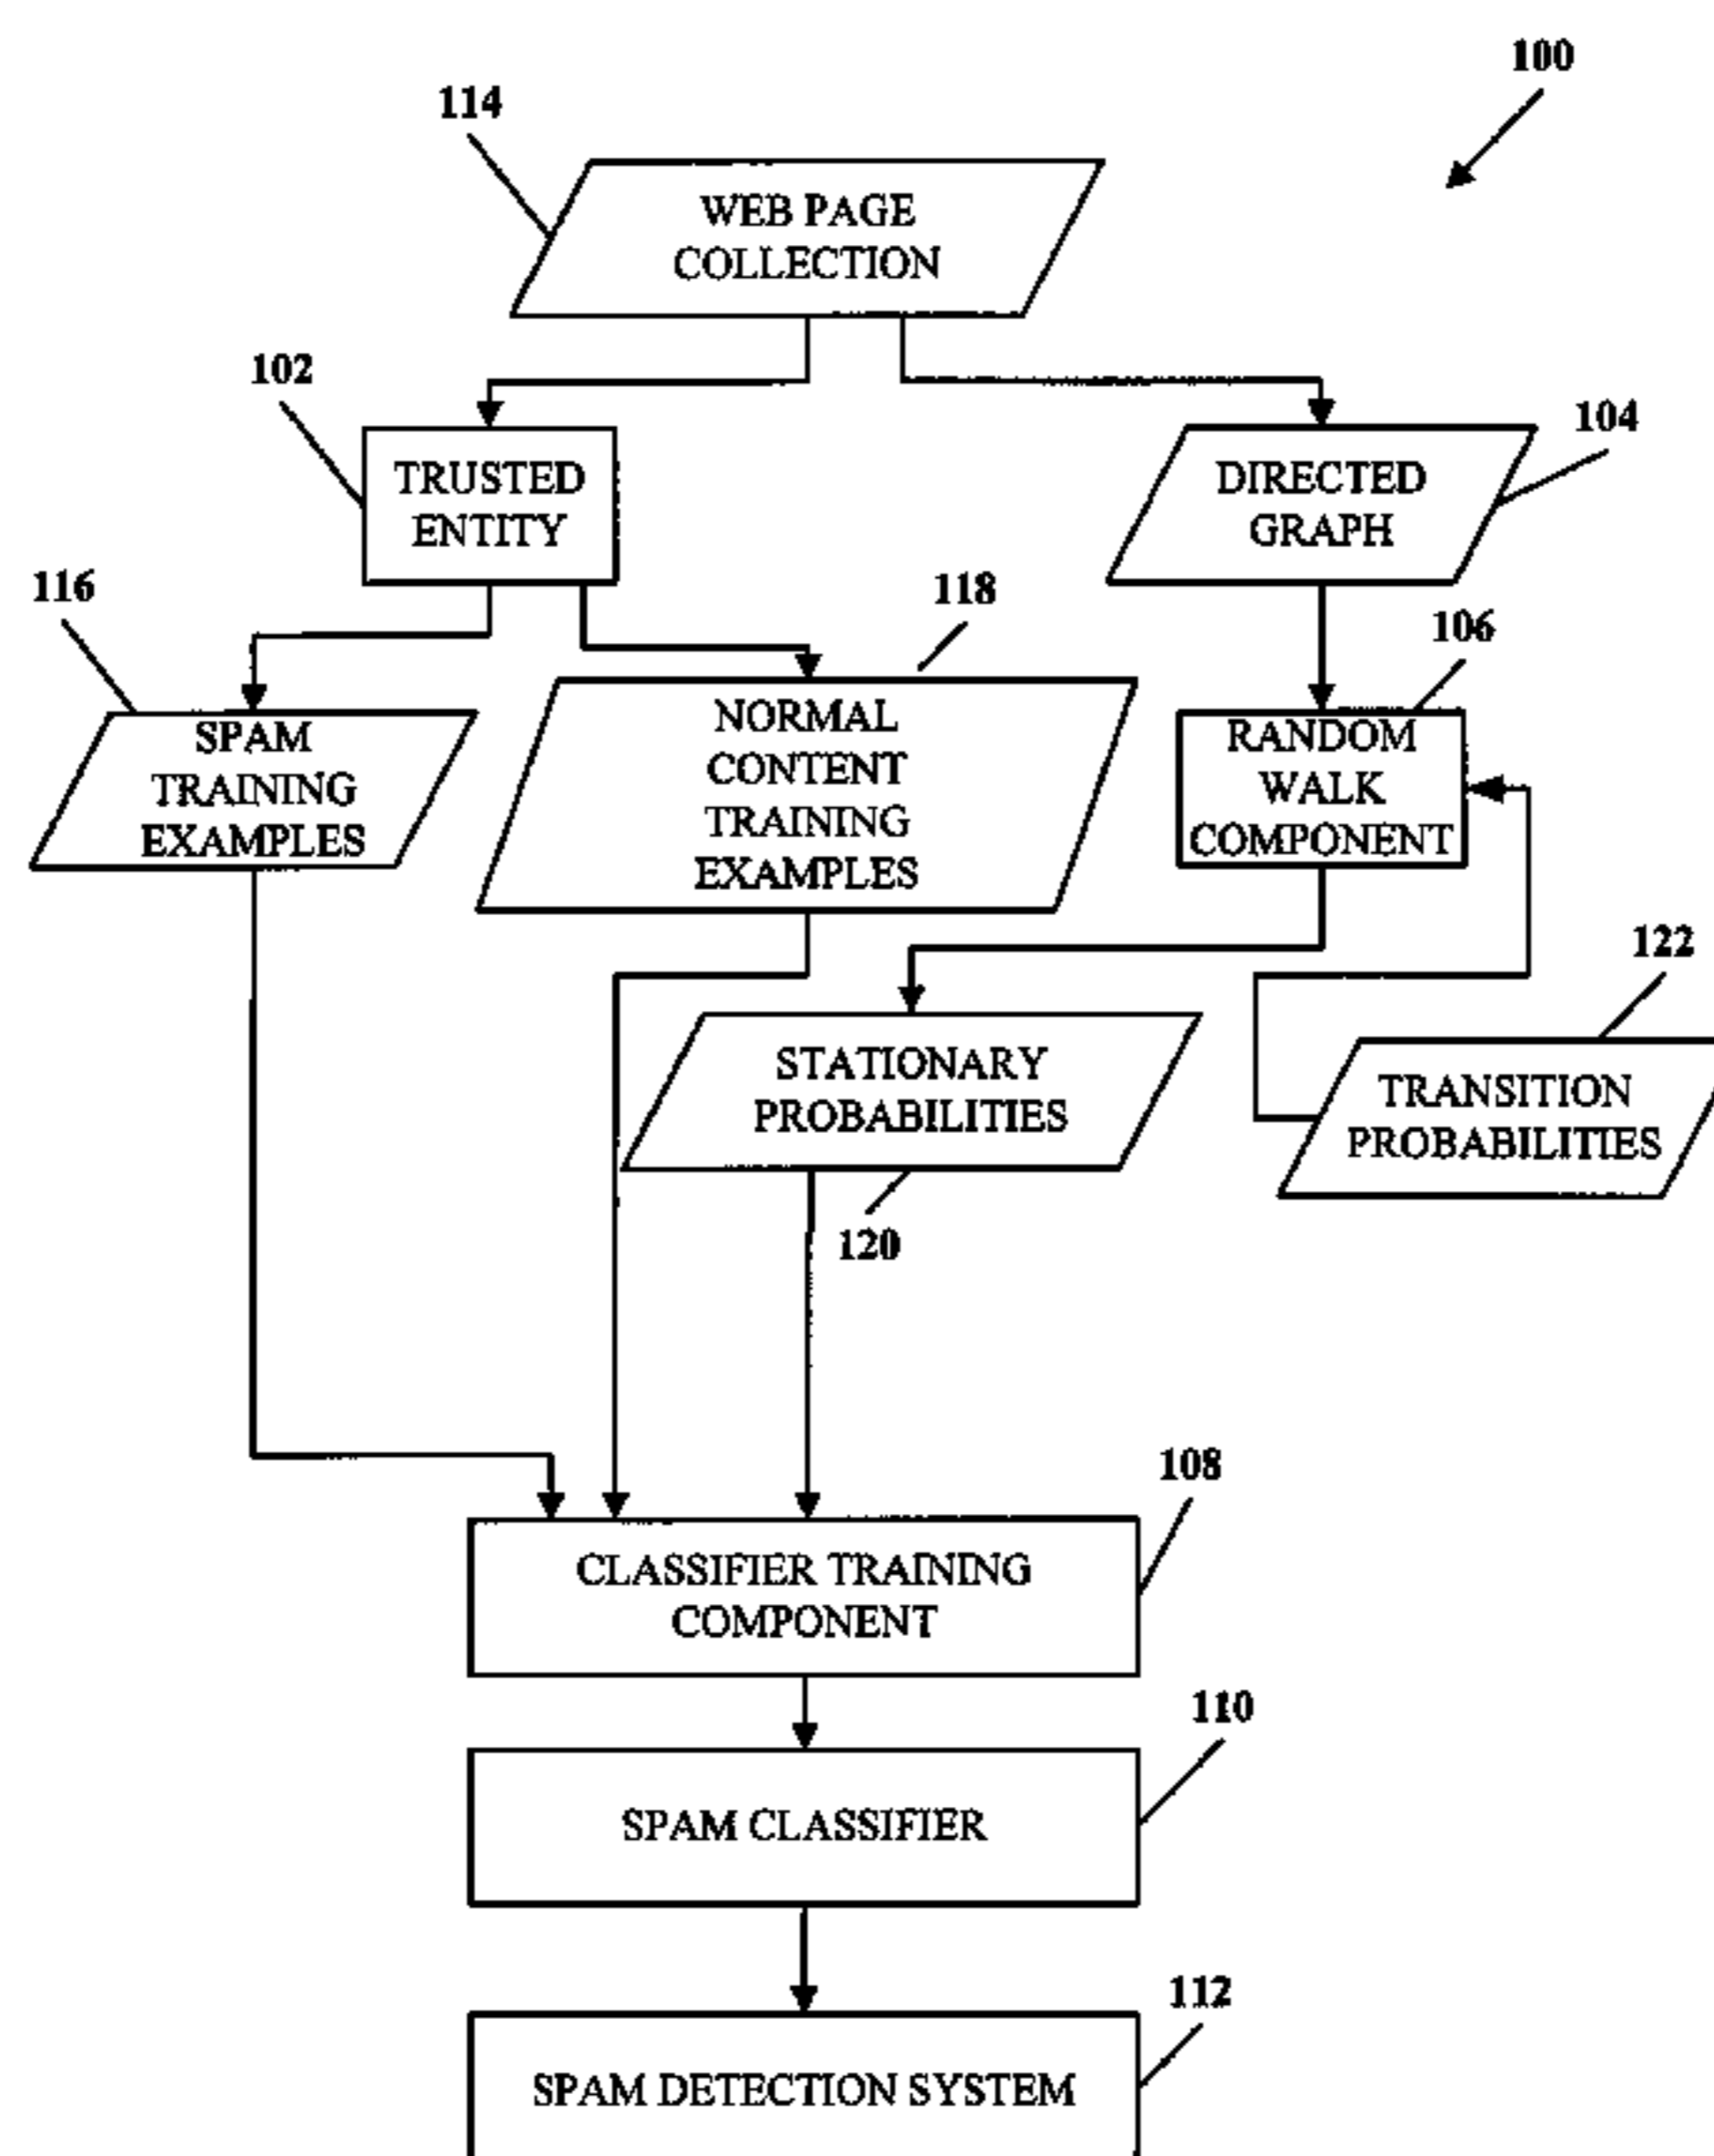 100
114
WEB PAGE
COLLECTION
102
104
TRUSTED
ENTITY
DIRECTED
GRAPH
116
118
106
SPAM
TRAINING
EXAMPLES
NORMAL
CONTENT
TRAINING
EXAMPLES
RANDOM
WALK
COMPONENT
122
STATIONARY
PROBABILITIES
TRANSITION
PROBABILITIES
120
108
CLASSIFIER TRAINING
COMPONENT
110
SPAM CLASSIFIER
112
SPAM DETECTION SYSTEM